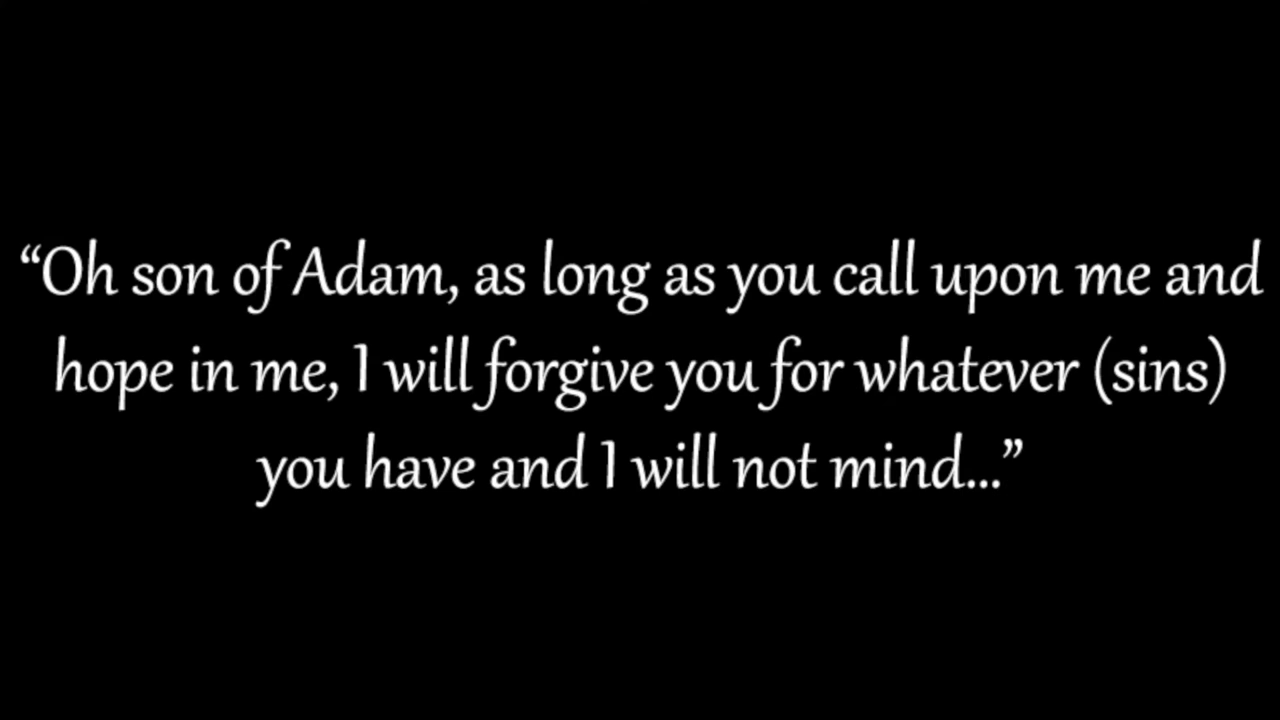 “Oh son of Adam, as long as you call upon me and
hope in me, I will forgive you for whatever (sins)
you have and I will not mind...”